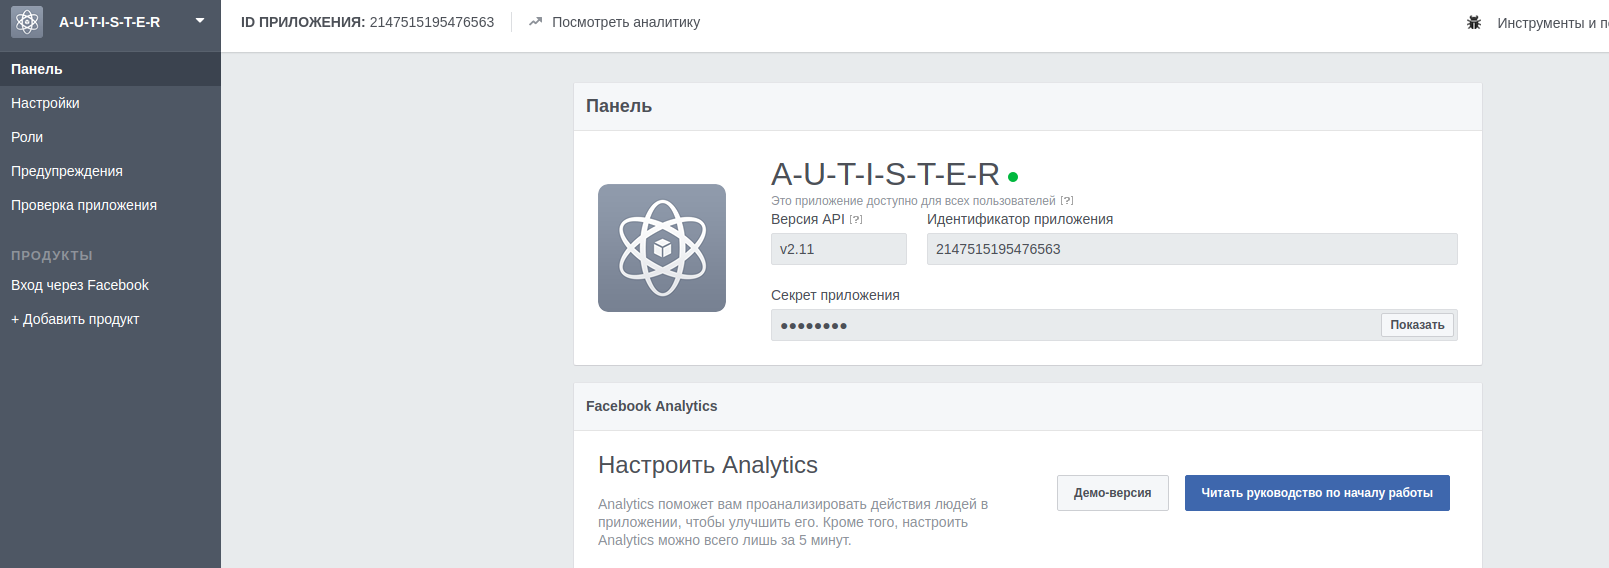 A-U-T-I-S-T-E-R
ID ПРИЛОЖЕНИЯ: 2147515195476563
Посмотреть аналитику
Инструменты и
Панель
Настройки
Роли
Предупреждения
Проверка приложения
ПРОДУКТЫ
Вход через Facebook
+ Добавить продукт
Панель
A-U-T-I-S-T-E-R
Это приложение доступно для всех пользователей [?]
Версия API [?]
Идентификатор приложения
v2.11
2147515195476563
Секрет приложения
●●●●●●●●
Показать
Facebook Analytics
Настроить Analytics
Analytics поможет вам проанализировать действия людей в
приложении, чтобы улучшить его. Кроме того, настроить
Analytics можно всего лишь за 5 минут.
Демо-версия
Читать руководство по началу работы